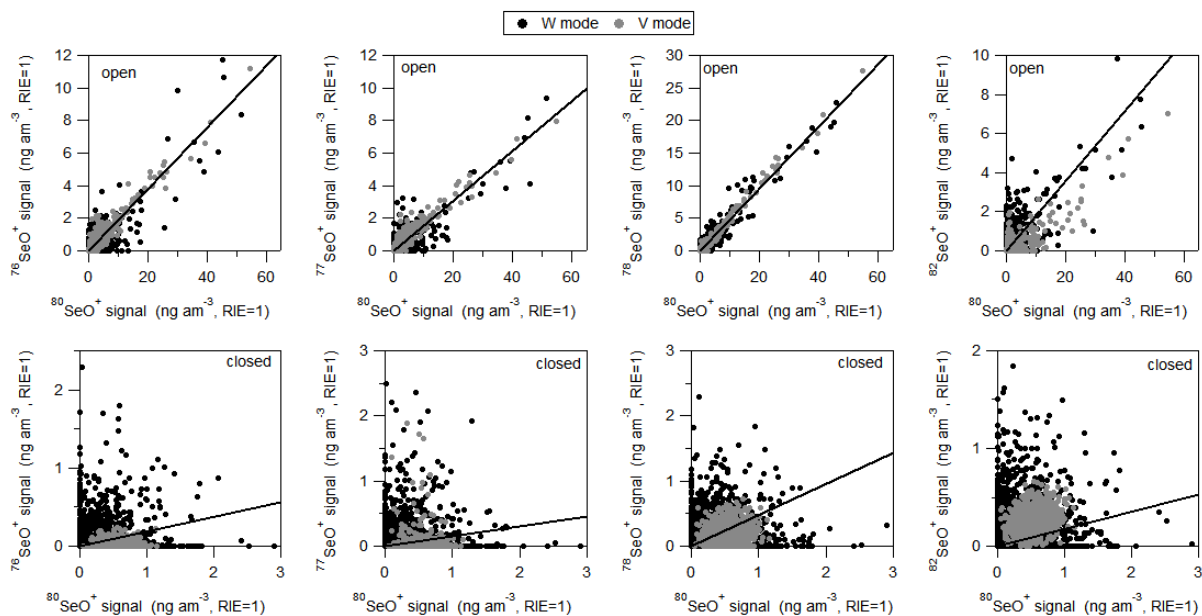 W mode V mode
open
⁷⁶SeO⁺ signal (ng am⁻³, RIE=1)
12
10
8
6
4
2
0
0 20 40 60
⁸⁰SeO⁺ signal (ng am⁻³, RIE=1)
open
⁷⁷SeO⁺ signal (ng am⁻³, RIE=1)
12
10
8
6
4
2
0
0 20 40 60
⁸⁰SeO⁺ signal (ng am⁻³, RIE=1)
open
⁷⁸SeO⁺ signal (ng am⁻³, RIE=1)
30
25
20
15
10
5
0
0 20 40 60
⁸⁰SeO⁺ signal (ng am⁻³, RIE=1)
open
⁸²SeO⁺ signal (ng am⁻³, RIE=1)
10
8
6
4
2
0
0 20 40 60
⁸⁰SeO⁺ signal (ng am⁻³, RIE=1)
closed
⁷⁶SeO⁺ signal (ng am⁻³, RIE=1)
2
1
0
0 1 2 3
⁸⁰SeO⁺ signal (ng am⁻³, RIE=1)
closed
⁷⁷SeO⁺ signal (ng am⁻³, RIE=1)
3
2
1
0
0 1 2 3
⁸⁰SeO⁺ signal (ng am⁻³, RIE=1)
closed
⁷⁸SeO⁺ signal (ng am⁻³, RIE=1)
3
2
1
0
0 1 2 3
⁸⁰SeO⁺ signal (ng am⁻³, RIE=1)
closed
⁸²SeO⁺ signal (ng am⁻³, RIE=1)
2
1
0
0 1 2 3
⁸⁰SeO⁺ signal (ng am⁻³, RIE=1)